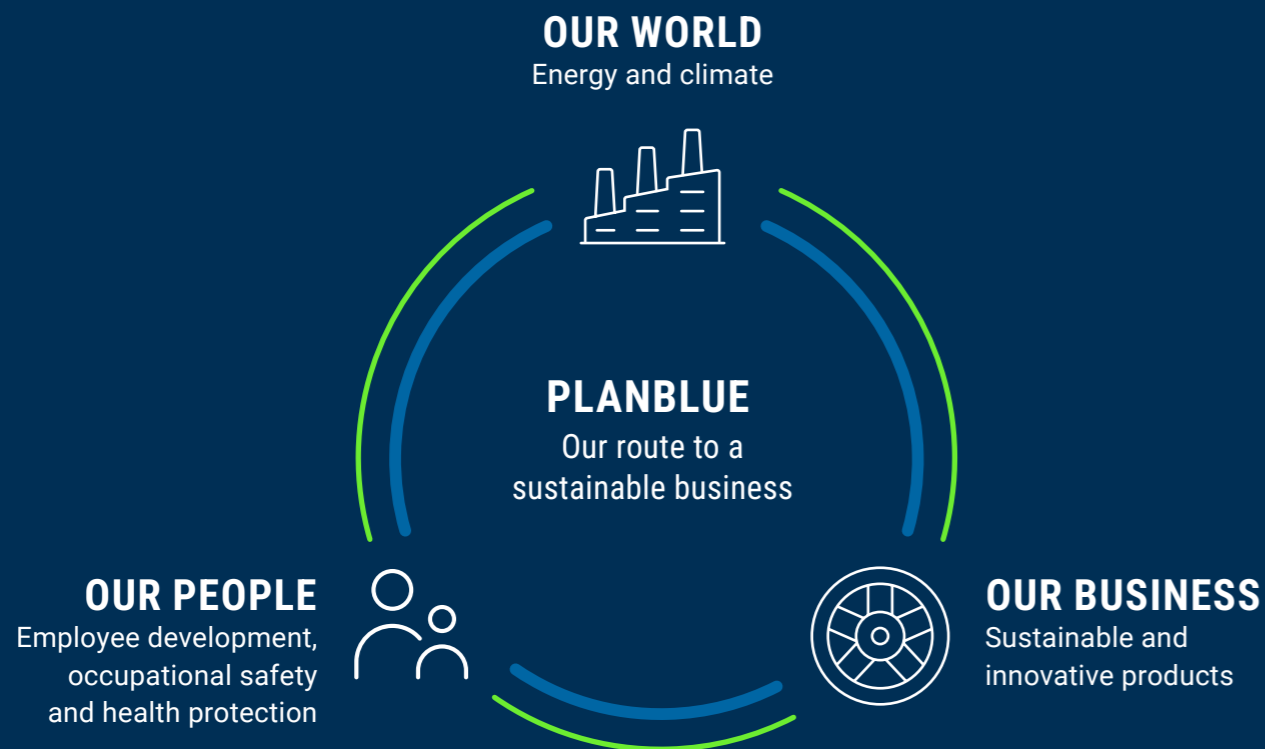 OUR WORLD
Energy and climate
PLANBLUE
Our route to a
sustainable business
OUR PEOPLE
Employee development,
occupational safety
and health protection
OUR BUSINESS
Sustainable and
innovative products